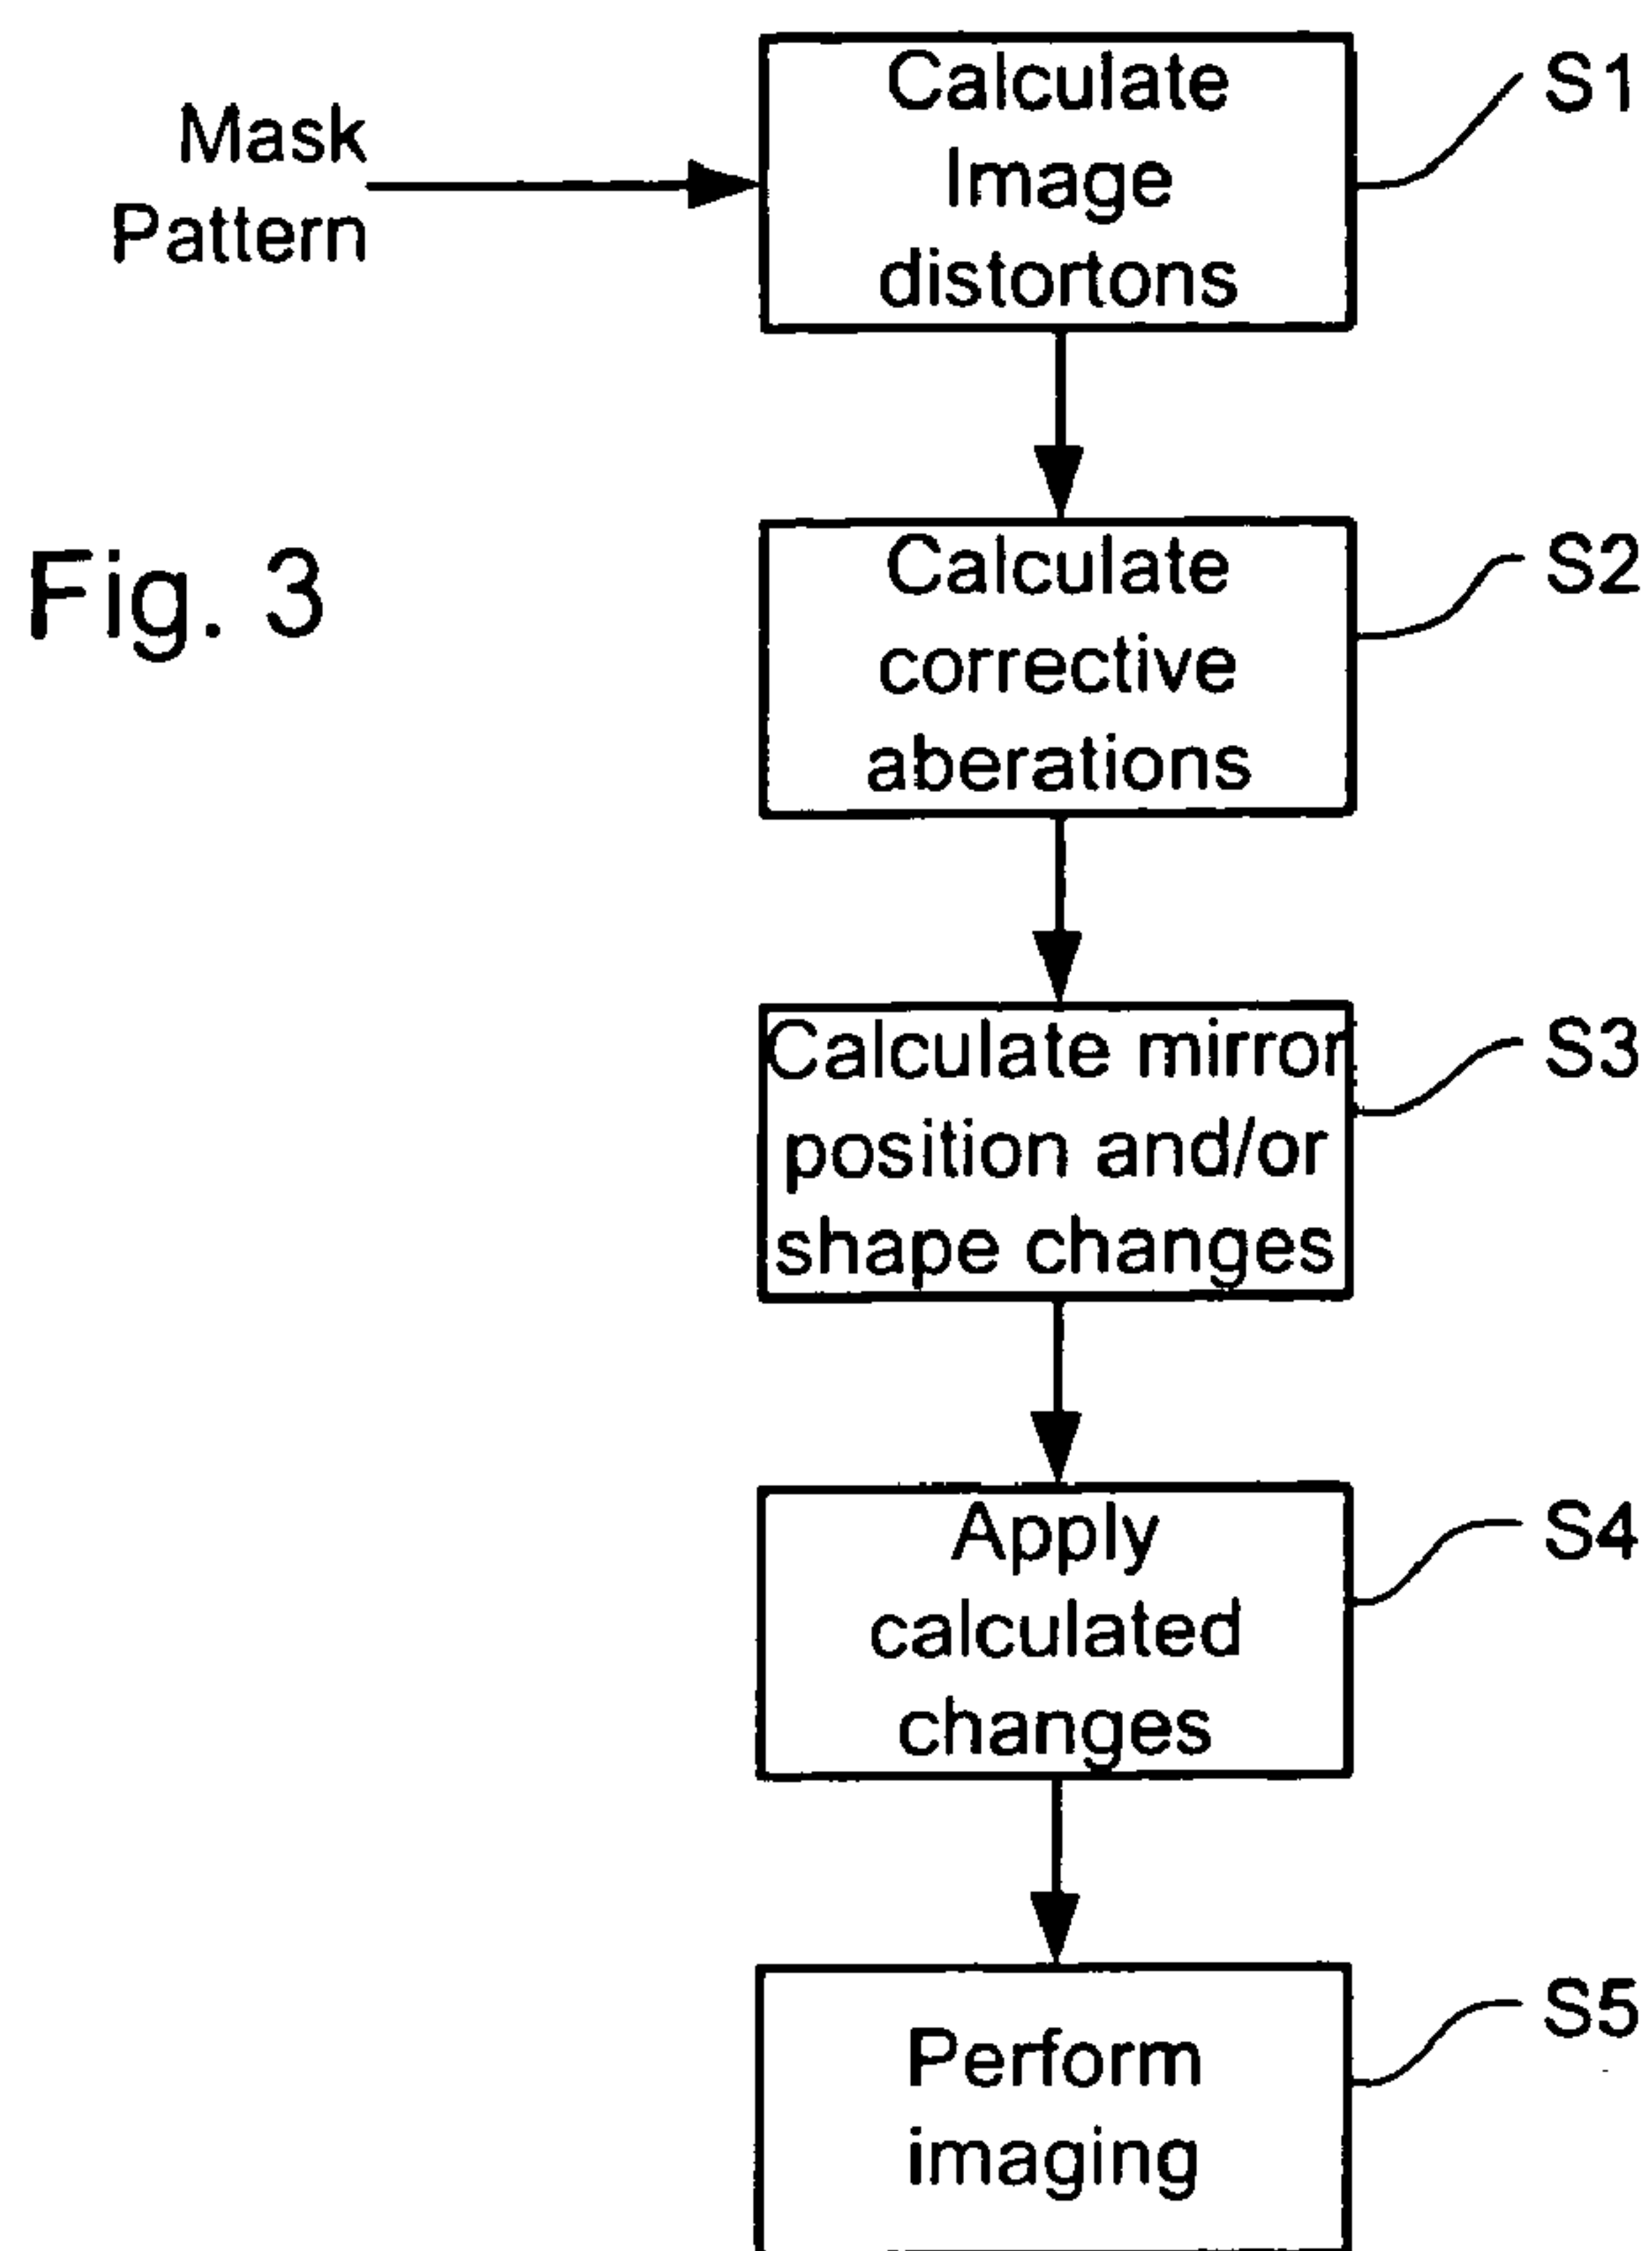 Mask
Pattern
Calculate
Image
distortons
S1
Fig. 3
Calculate
corrective
aberations
S2
Calculate mirror
position and/or
shape changes
S3
Apply
calculated
changes
S4
Perform
imaging
S5